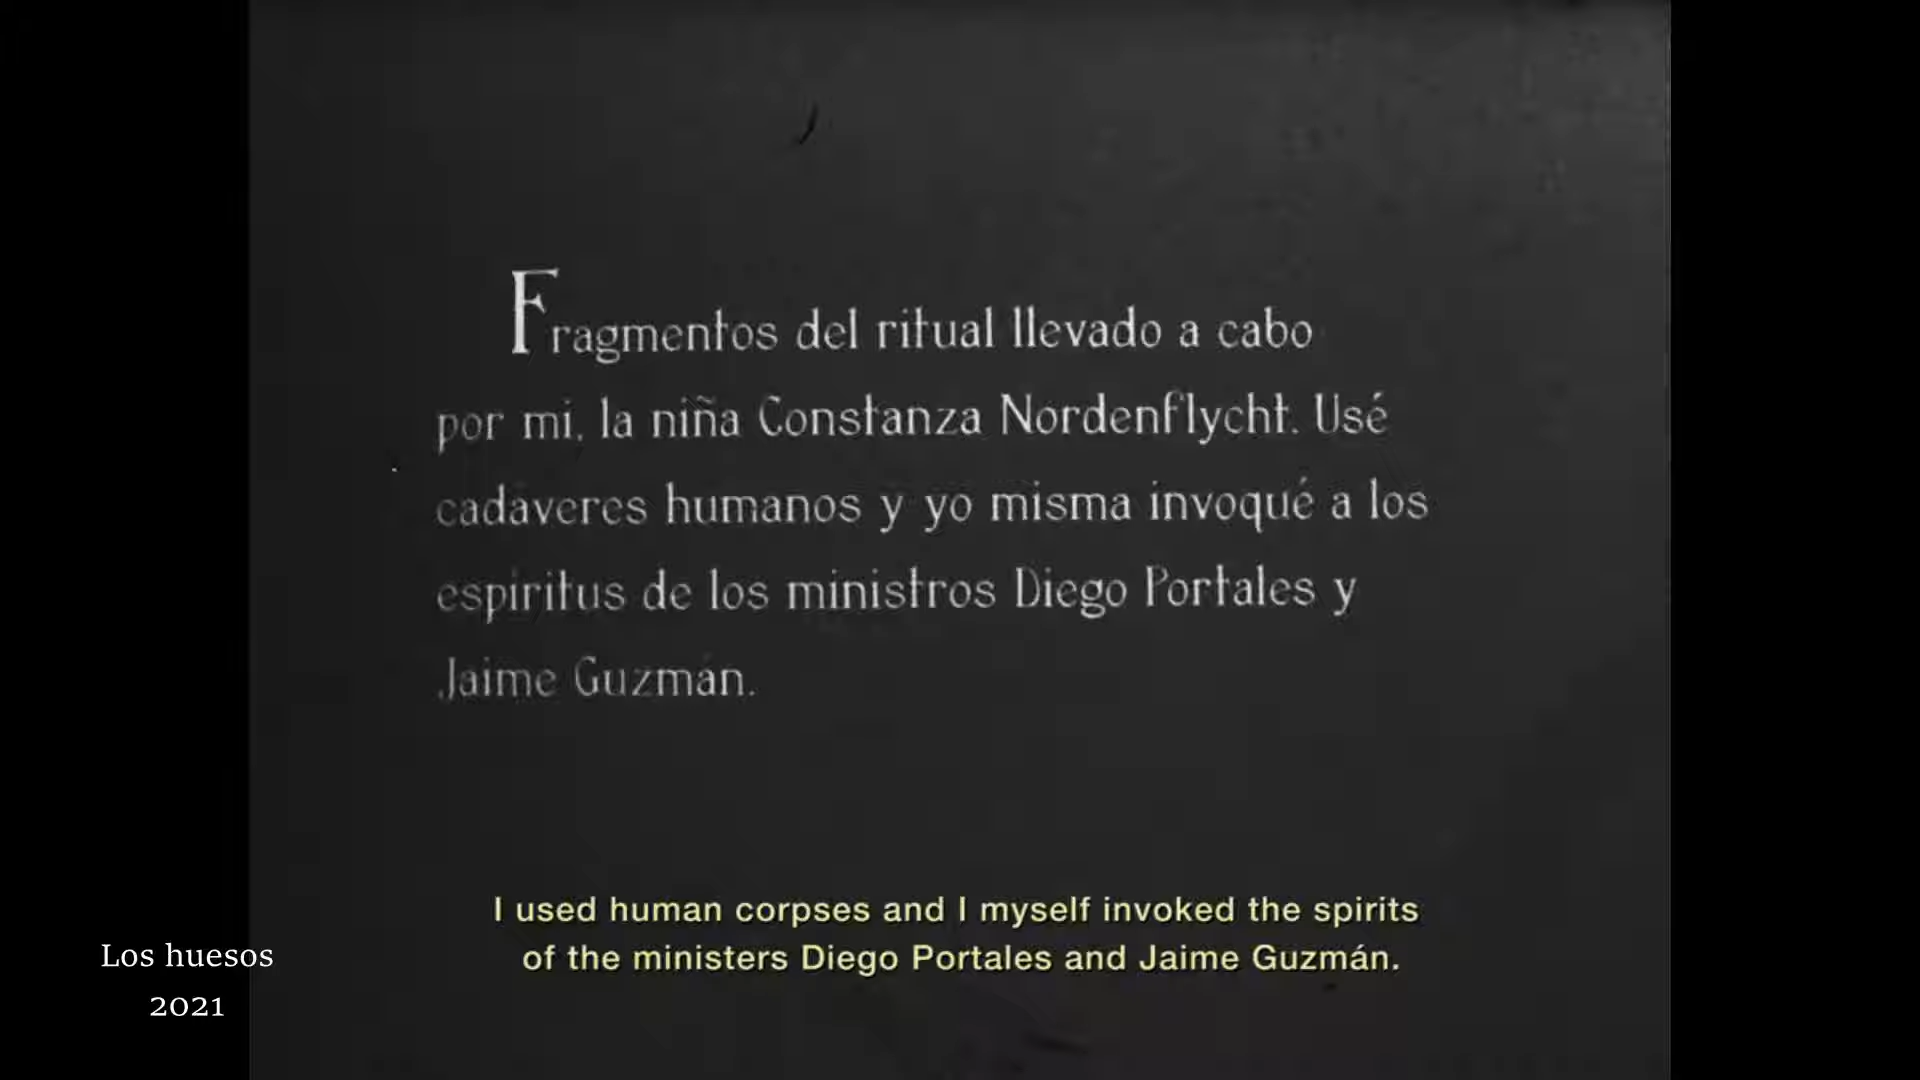 Fragmentos del ritual llevado a cabo
por mi, la niña Constanza Nordenflycht. Usé
cadaveres humanos y yo misma invoqué a los
espiritus de los ministros Diego Portales y
Jaime Guzmán.
I used human corpses and I myself invoked the spirits
of the ministers Diego Portales and Jaime Guzmán.
Los huesos
2021